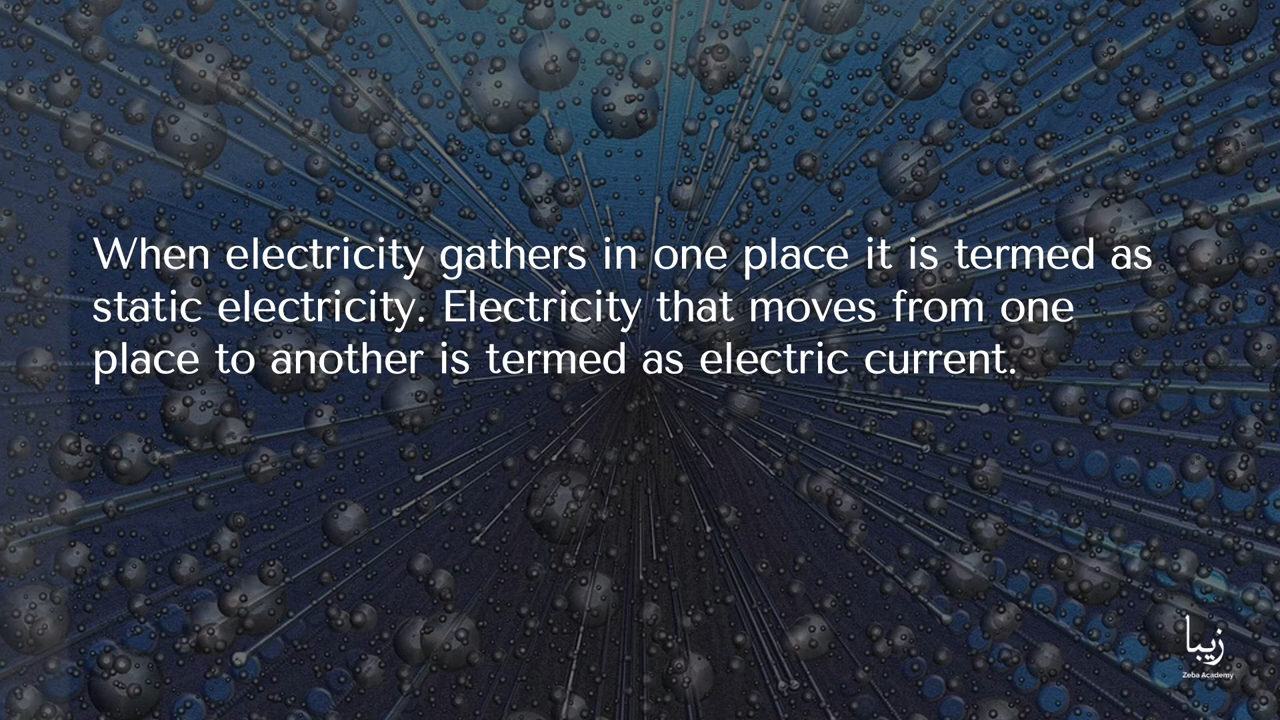 When electricity gathers in one place it is termed as
static electricity. Electricity that moves from one
place to another is termed as electric current.
زیبا
Zeba Academy